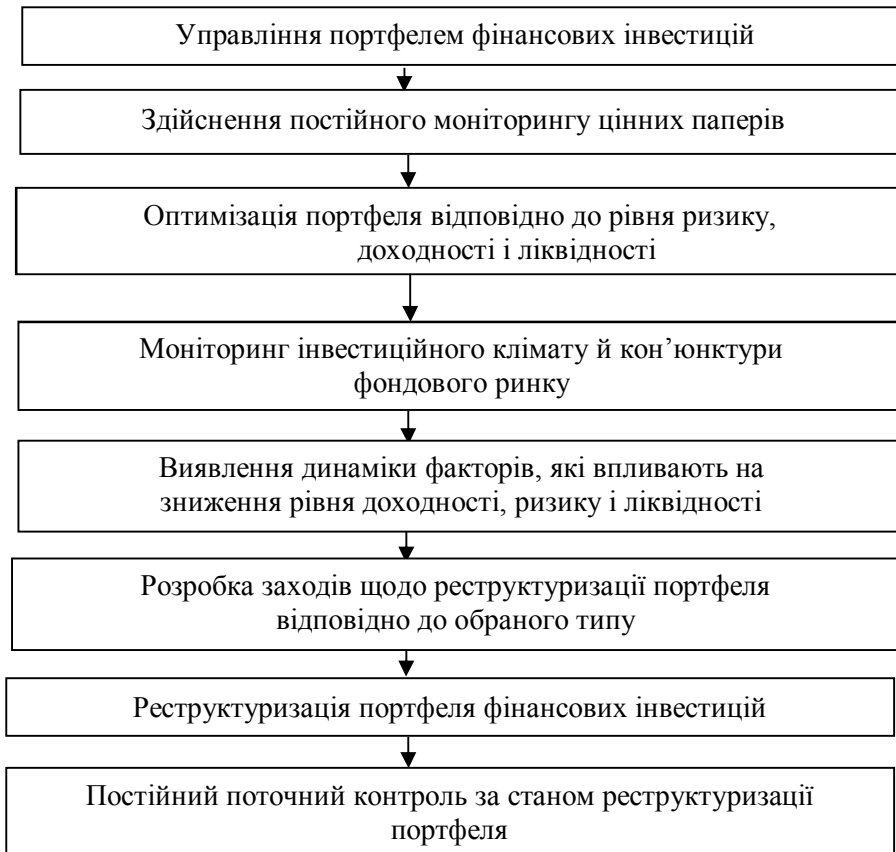 Управління портфелем фінансових інвестицій
Здійснення постійного моніторингу цінних паперів
Оптимізація портфеля відповідно до рівня ризику,
доходності і ліквідності
Моніторинг інвестиційного клімату й кон’юнктури
фондового ринку
Виявлення динаміки факторів, які впливають на
зниження рівня доходності, ризику і ліквідності
Розробка заходів щодо реструктуризації портфеля
відповідно до обраного типу
Реструктуризація портфеля фінансових інвестицій
Постійний поточний контроль за станом реструктуризації
портфеля